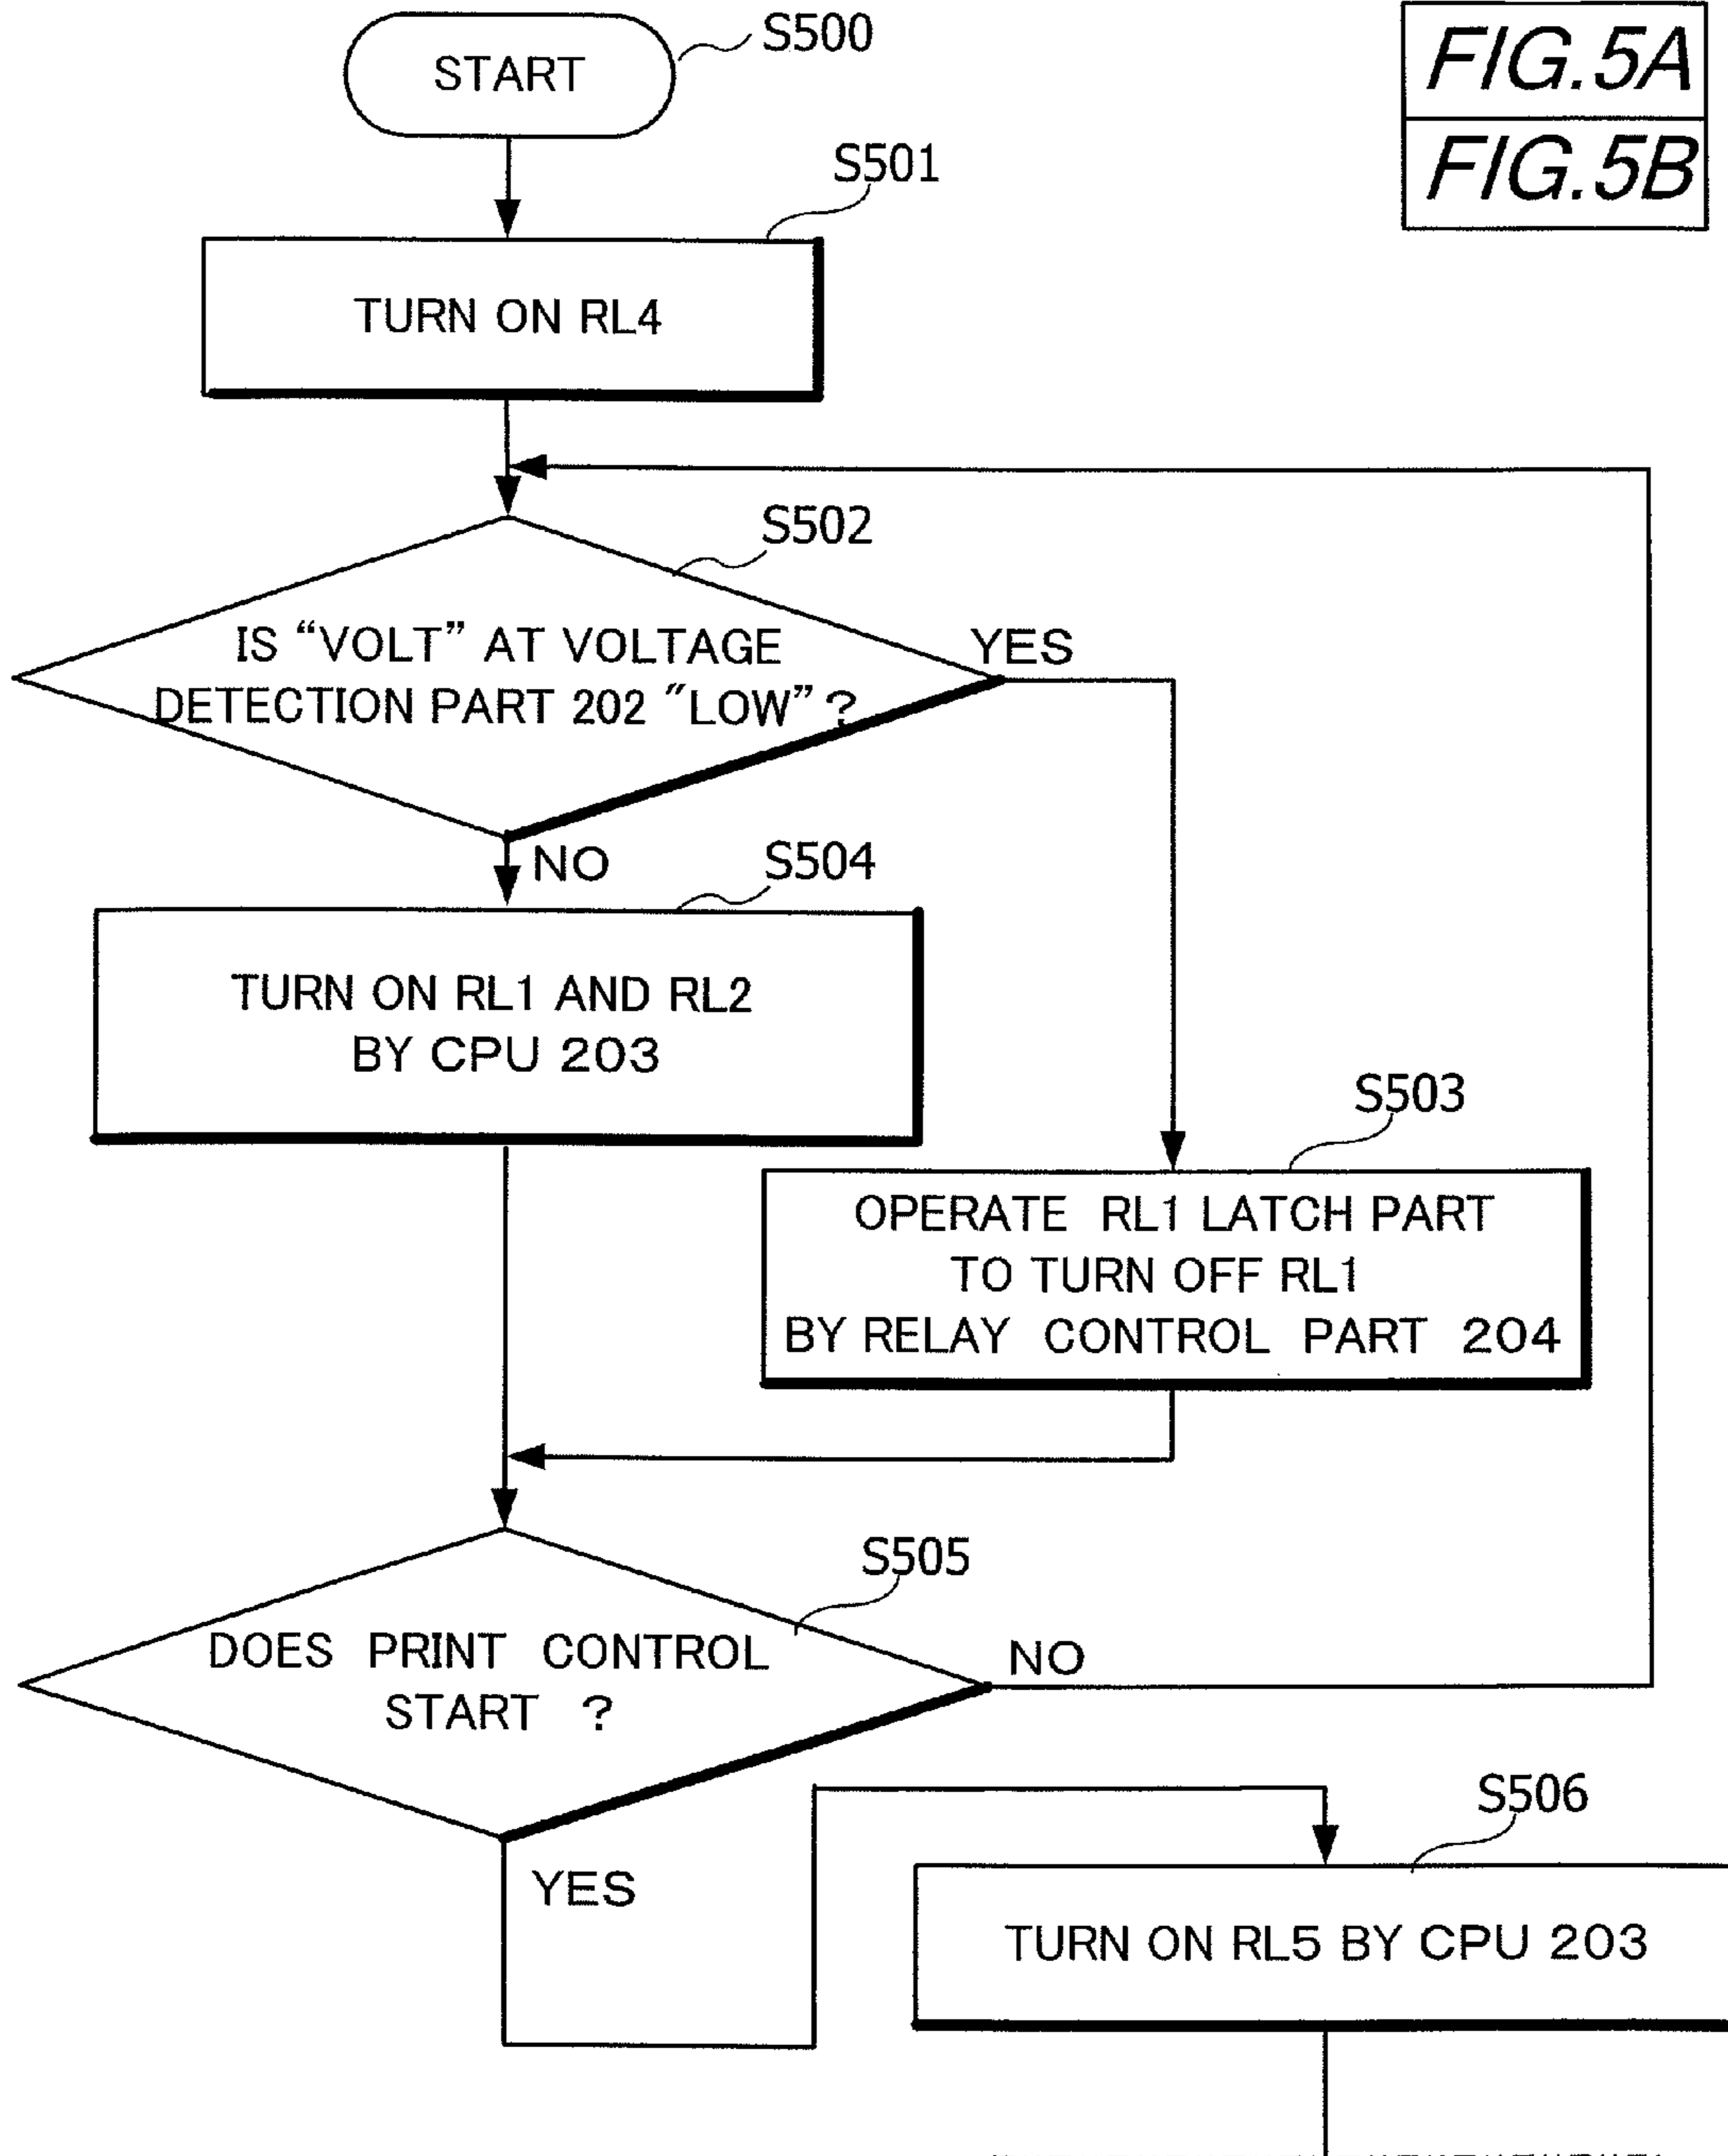 START
S500
FIG.5A
FIG.5B
S501
TURN ON RL4
S502
IS “VOLT” AT VOLTAGE
DETECTION PART 202 "LOW” ?
YES
NO
S504
TURN ON RL1 AND RL2
BY CPU 203
S503
OPERATE RL1 LATCH PART
TO TURN OFF RL1
BY RELAY CONTROL PART 204
S505
DOES PRINT CONTROL
START ?
NO
YES
S506
TURN ON RL5 BY CPU 203